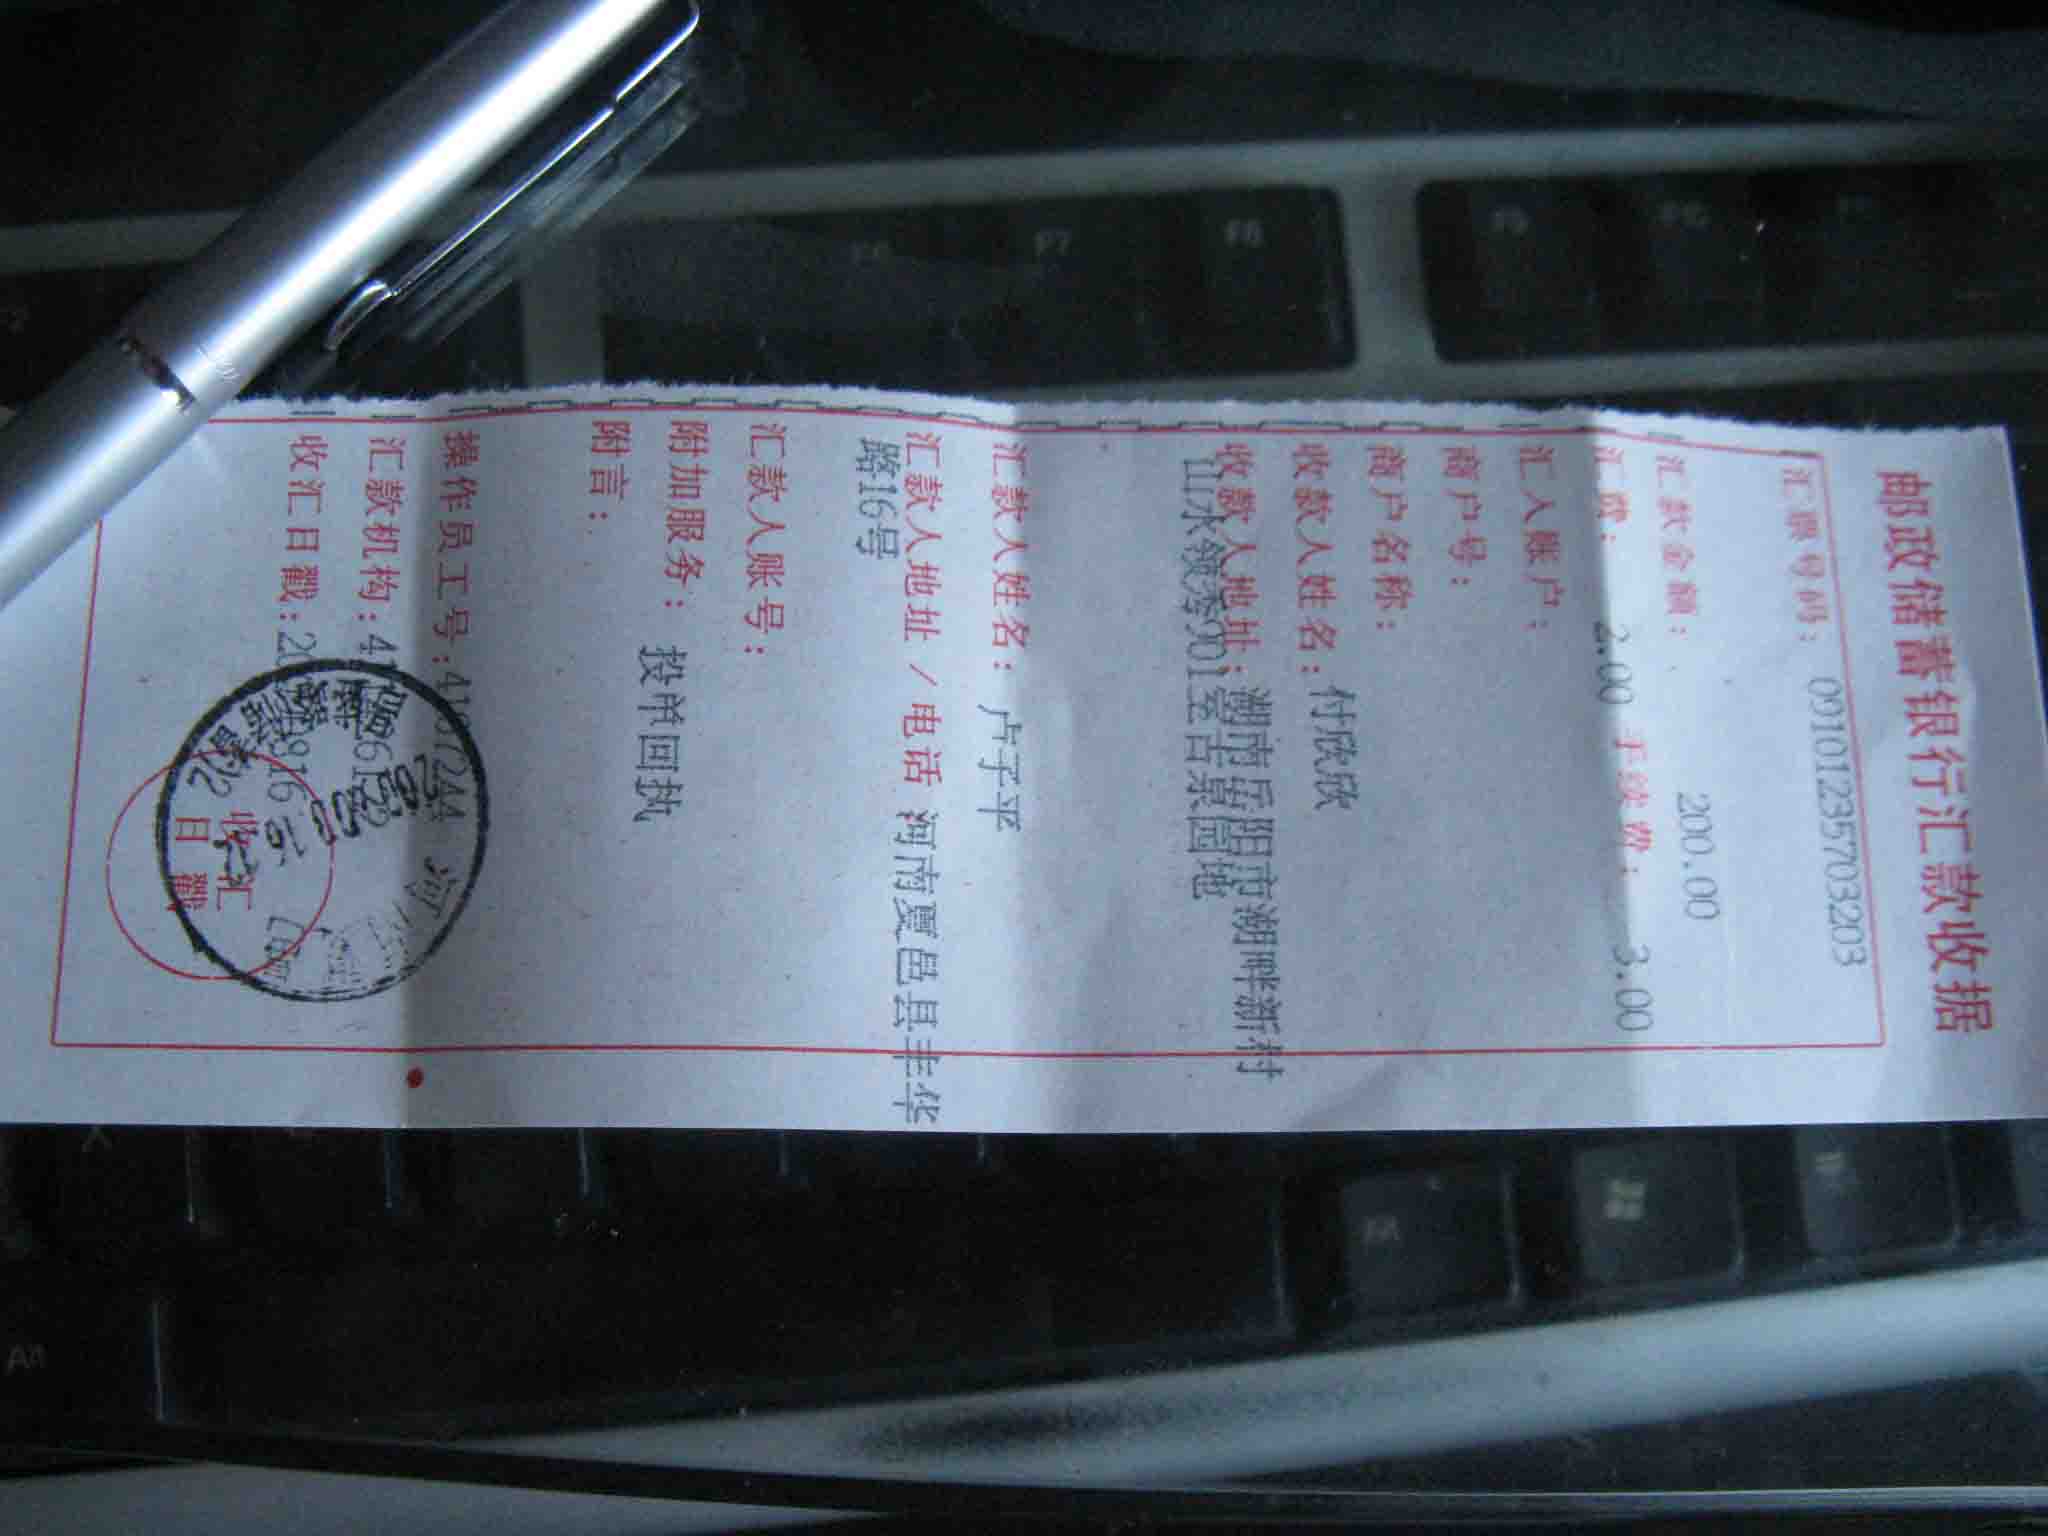 邮政储蓄银行汇款收据
汇票号码： 091012357033203
汇款金额： 200.00
汇费： 2.00 手续费： 3.00
汇入账户：
商户号：
商户名称：
收款人姓名：付欣欣
收款人地址：湖南岳阳市湖畔新村
山水领秀901室吉景园地
汇款人姓名： 卢子平
汇款人地址/电话 河南夏邑县丰华
路16号
汇款人账号：
附加服务： 投单回执
附言：
操作员工号：
汇款机构：
收汇日戳：
收汇
日戳
F7
F8
F9